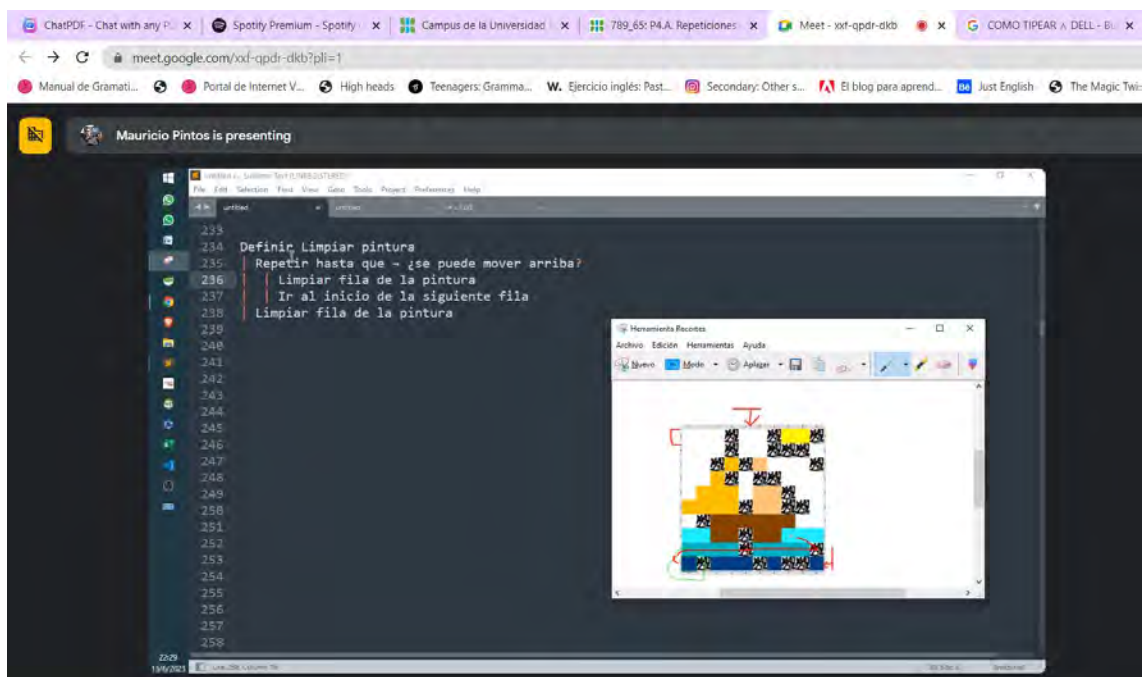 ChatPDF - Chat with any P
Spotify Premium - Spotify
Campus de la Universidad
789_65: P4.A. Repeticiones
Meet - xxf-qpdr-dkb
COMO TIPEAR ∧ DELL - Bu
meet.google.com/xxf-qpdr-dkb?pli=1
Manual de Gramati...
Portal de Internet V...
High heads
Teenagers: Gramma...
W. Ejercicio inglés: Past...
Secondary: Other s...
El blog para aprend...
Bē Just English
The Magic Twi
Mauricio Pintos is presenting
File Edit Selection Find View Goto Tools Project Preferences Help
untitled
untitled
233
234 Definir Limpiar pintura
235 Repetir hasta que ¬ ¿se puede mover arriba?
236 Limpiar fila de la pintura
237 Ir al inicio de la siguiente fila
238 Limpiar fila de la pintura
239
240
241
242
243
244
245
246
247
248
249
250
251
252
253
254
255
256
257
258
Herramienta Recortes
Archivo Edición Herramientas Ayuda
Nuevo Modo Aplazar
22:29